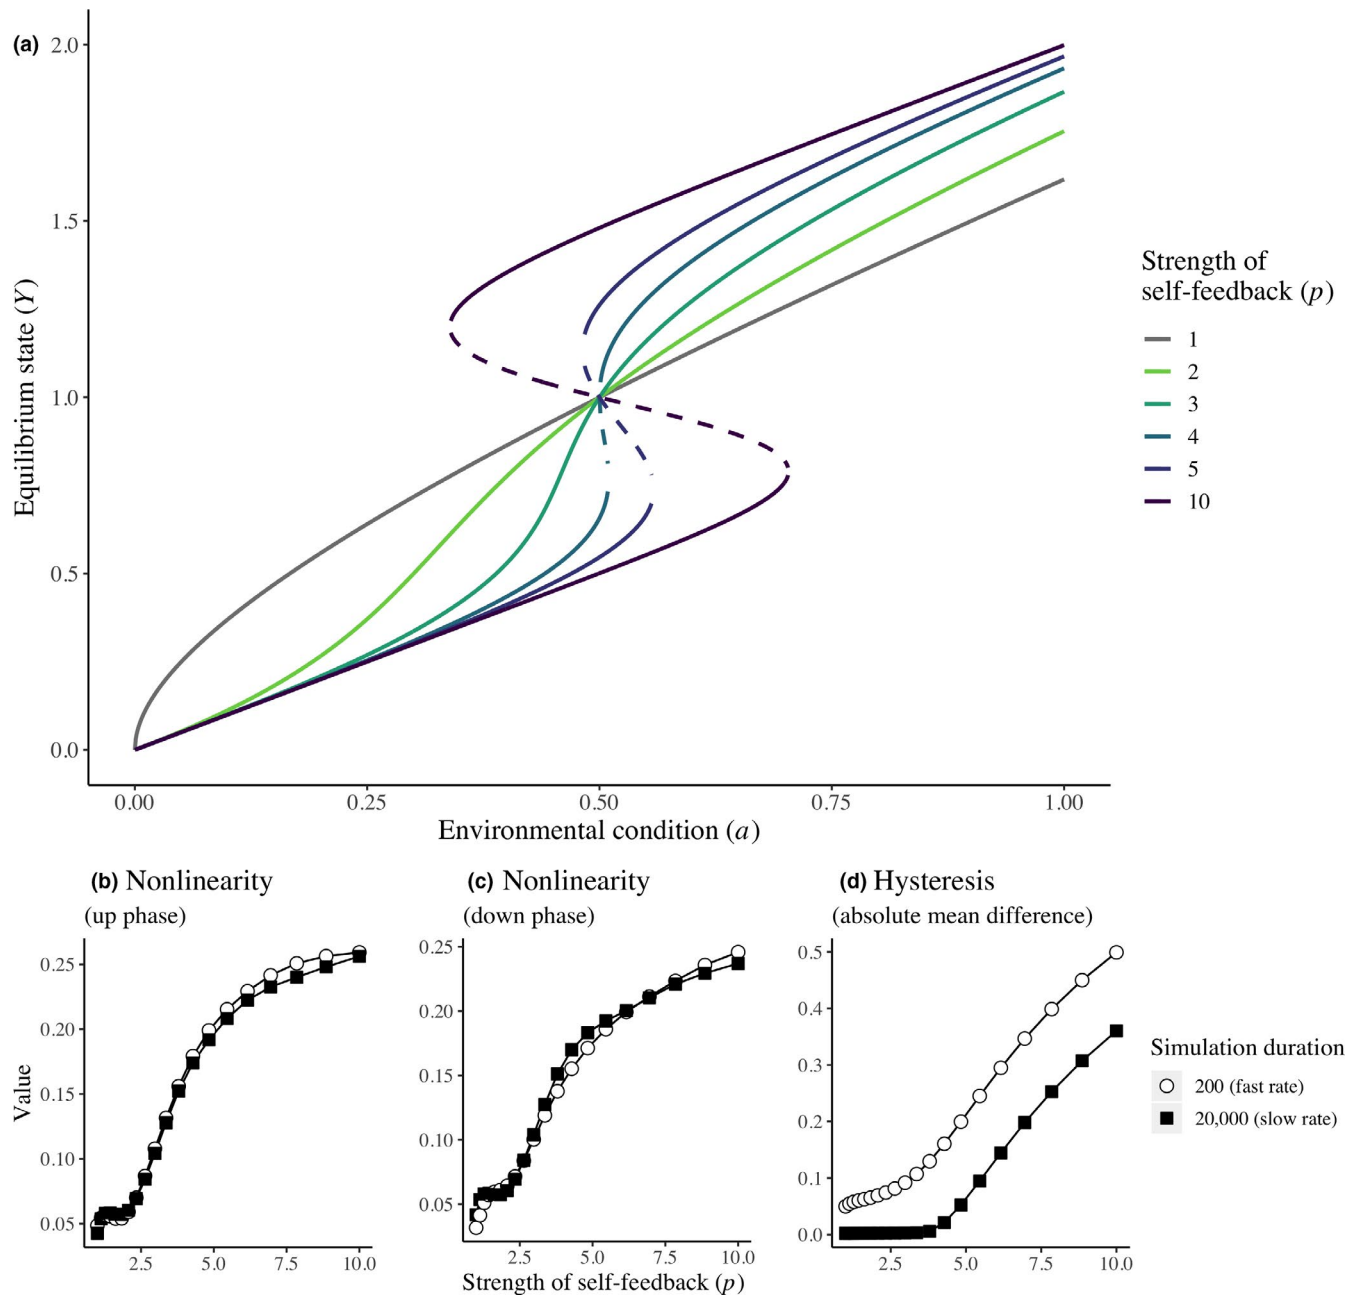 (a)
2.0
1.5
1.0
0.5
0.0
Equilibrium state (Y)
0.00 0.25 0.50 0.75 1.00
Environmental condition (a)
Strength of
self-feedback (p)
1
2
3
4
5
10
(b) Nonlinearity
(up phase)
0.25
0.20
0.15
0.10
0.05
Value
2.5 5.0 7.5 10.0
(c) Nonlinearity
(down phase)
0.25
0.20
0.15
0.10
0.05
2.5 5.0 7.5 10.0
Strength of self-feedback (p)
(d) Hysteresis
(absolute mean difference)
0.5
0.4
0.3
0.2
0.1
0.0
2.5 5.0 7.5 10.0
Simulation duration
200 (fast rate)
20,000 (slow rate)